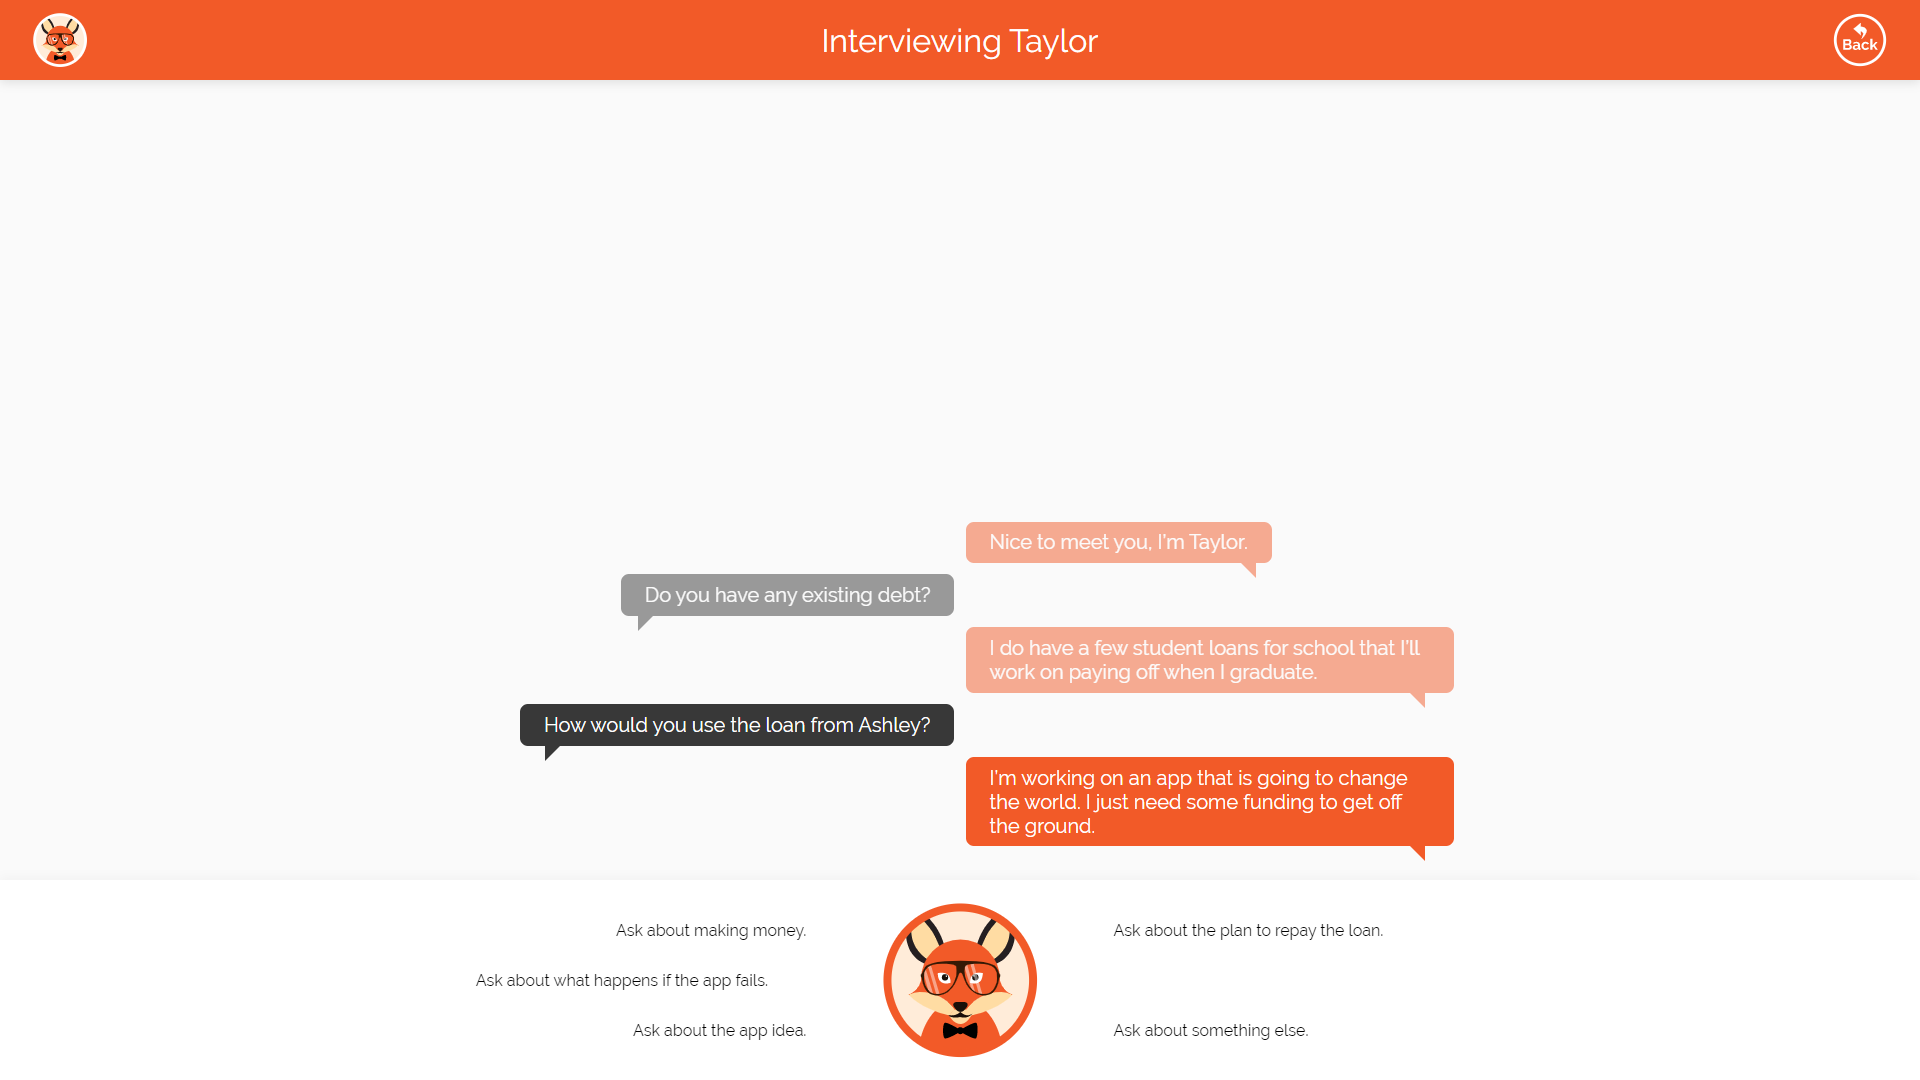 Interviewing Taylor
Back
Nice to meet you, I'm Taylor.
Do you have any existing debt?
I do have a few student loans for school that I'll
work on paying off when I graduate.
How would you use the loan from Ashley?
I'm working on an app that is going to change
the world. I just need some funding to get off
the ground.
Ask about making money.
Ask about the plan to repay the loan.
Ask about what happens if the app fails.
Ask about the app idea.
Ask about something else.